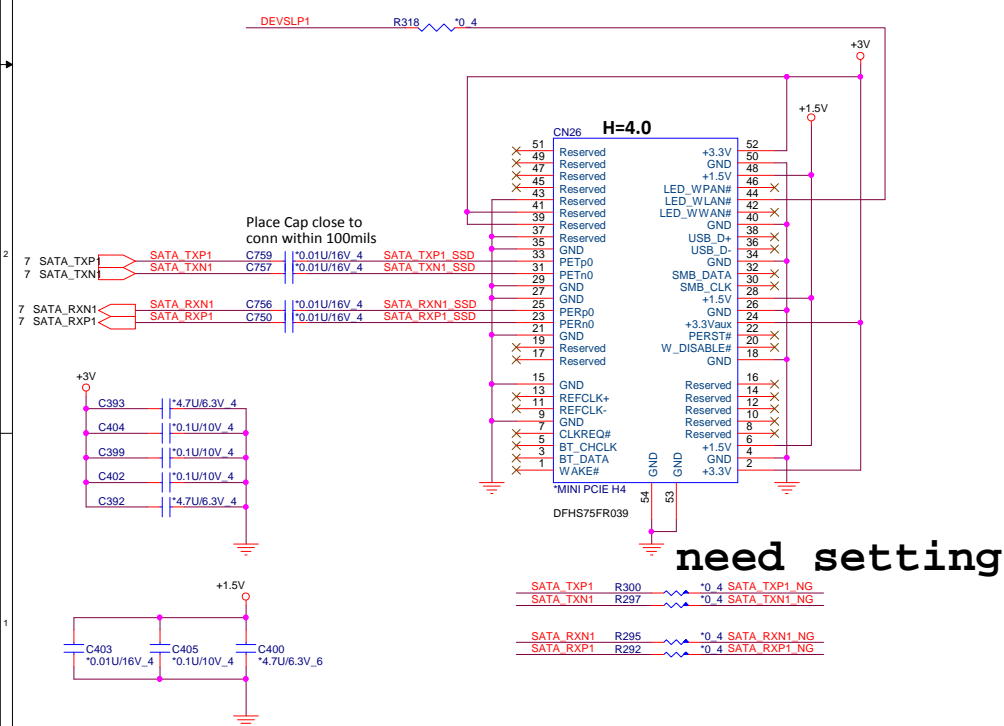 DEVSLP1 R318 *0_4
+3V
+1.5V
CN26 H=4.0
51 Reserved +3.3V 52
49 Reserved GND 50
47 Reserved +1.5V 48
45 Reserved LED_WPAN# 46
43 Reserved LED_WLAN# 44
41 Reserved LED_WWAN# 42
39 Reserved GND 40
37 Reserved USB_D+ 38
35 GND USB_D- 36
33 PETp0 GND 34
31 PETn0 SMB_DATA 32
29 GND SMB_CLK 30
27 GND +1.5V 28
25 PERp0 GND 26
23 PERn0 +3.3Vaux 24
21 GND PERST# 22
19 Reserved W_DISABLE# 20
17 Reserved GND 18
15 GND Reserved 16
13 REFCLK+ Reserved 14
11 REFCLK- Reserved 12
9 GND Reserved 10
7 CLKREQ# Reserved 8
5 BT_CHCLK +1.5V 6
3 BT_DATA GND 4
1 WAKE# +3.3V 2
GND GND
54 53
*MINI PCIE H4
DFHS75FR039
Place Cap close to
conn within 100mils
2
7 SATA_TXP1 SATA_TXP1 C759 *0.01U/16V_4 SATA_TXP1_SSD
7 SATA_TXN1 SATA_TXN1 C757 *0.01U/16V_4 SATA_TXN1_SSD
7 SATA_RXN1 SATA_RXN1 C756 *0.01U/16V_4 SATA_RXN1_SSD
7 SATA_RXP1 SATA_RXP1 C750 *0.01U/16V_4 SATA_RXP1_SSD
+3V
C393 *4.7U/6.3V_4
C404 *0.1U/10V_4
C399 *0.1U/10V_4
C402 *0.1U/10V_4
C392 *4.7U/6.3V_4
need setting
SATA_TXP1 R300 *0_4 SATA_TXP1_NG
SATA_TXN1 R297 *0_4 SATA_TXN1_NG
SATA_RXN1 R295 *0_4 SATA_RXN1_NG
SATA_RXP1 R292 *0_4 SATA_RXP1_NG
1
+1.5V
C403 C405 C400
*0.01U/16V_4 *0.1U/10V_4 *4.7U/6.3V_6